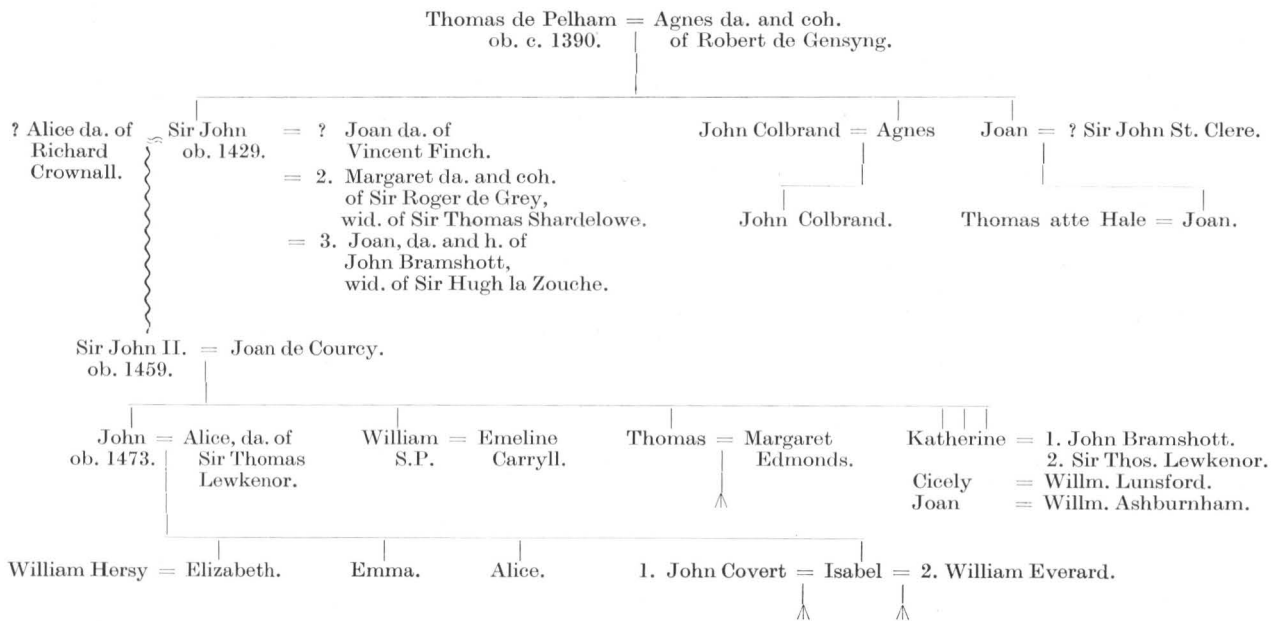 Thomas de Pelham = Agnes da. and coh.
ob. c. 1390. of Robert de Gensyng.
? Alice da. of Sir John = ? Joan da. of John Colbrand = Agnes Joan = ? Sir John St. Clere.
Richard ob. 1429. Vincent Finch.
Crownall. = 2. Margaret da. and coh.
of Sir Roger de Grey, John Colbrand. Thomas atte Hale = Joan.
wid. of Sir Thomas Shardelowe.
= 3. Joan, da. and h. of
John Bramshott,
wid. of Sir Hugh la Zouche.
Sir John II. = Joan de Courcy.
ob. 1459.
John = Alice, da. of William = Emeline Thomas = Margaret Katherine = 1. John Bramshott.
ob. 1473. Sir Thomas S.P. Carryll. Edmonds. 2. Sir Thos. Lewkenor.
Lewkenor. Cicely = Willm. Lunsford.
Joan = Willm. Ashburnham.
William Hersy = Elizabeth. Emma. Alice. 1. John Covert = Isabel = 2. William Everard.